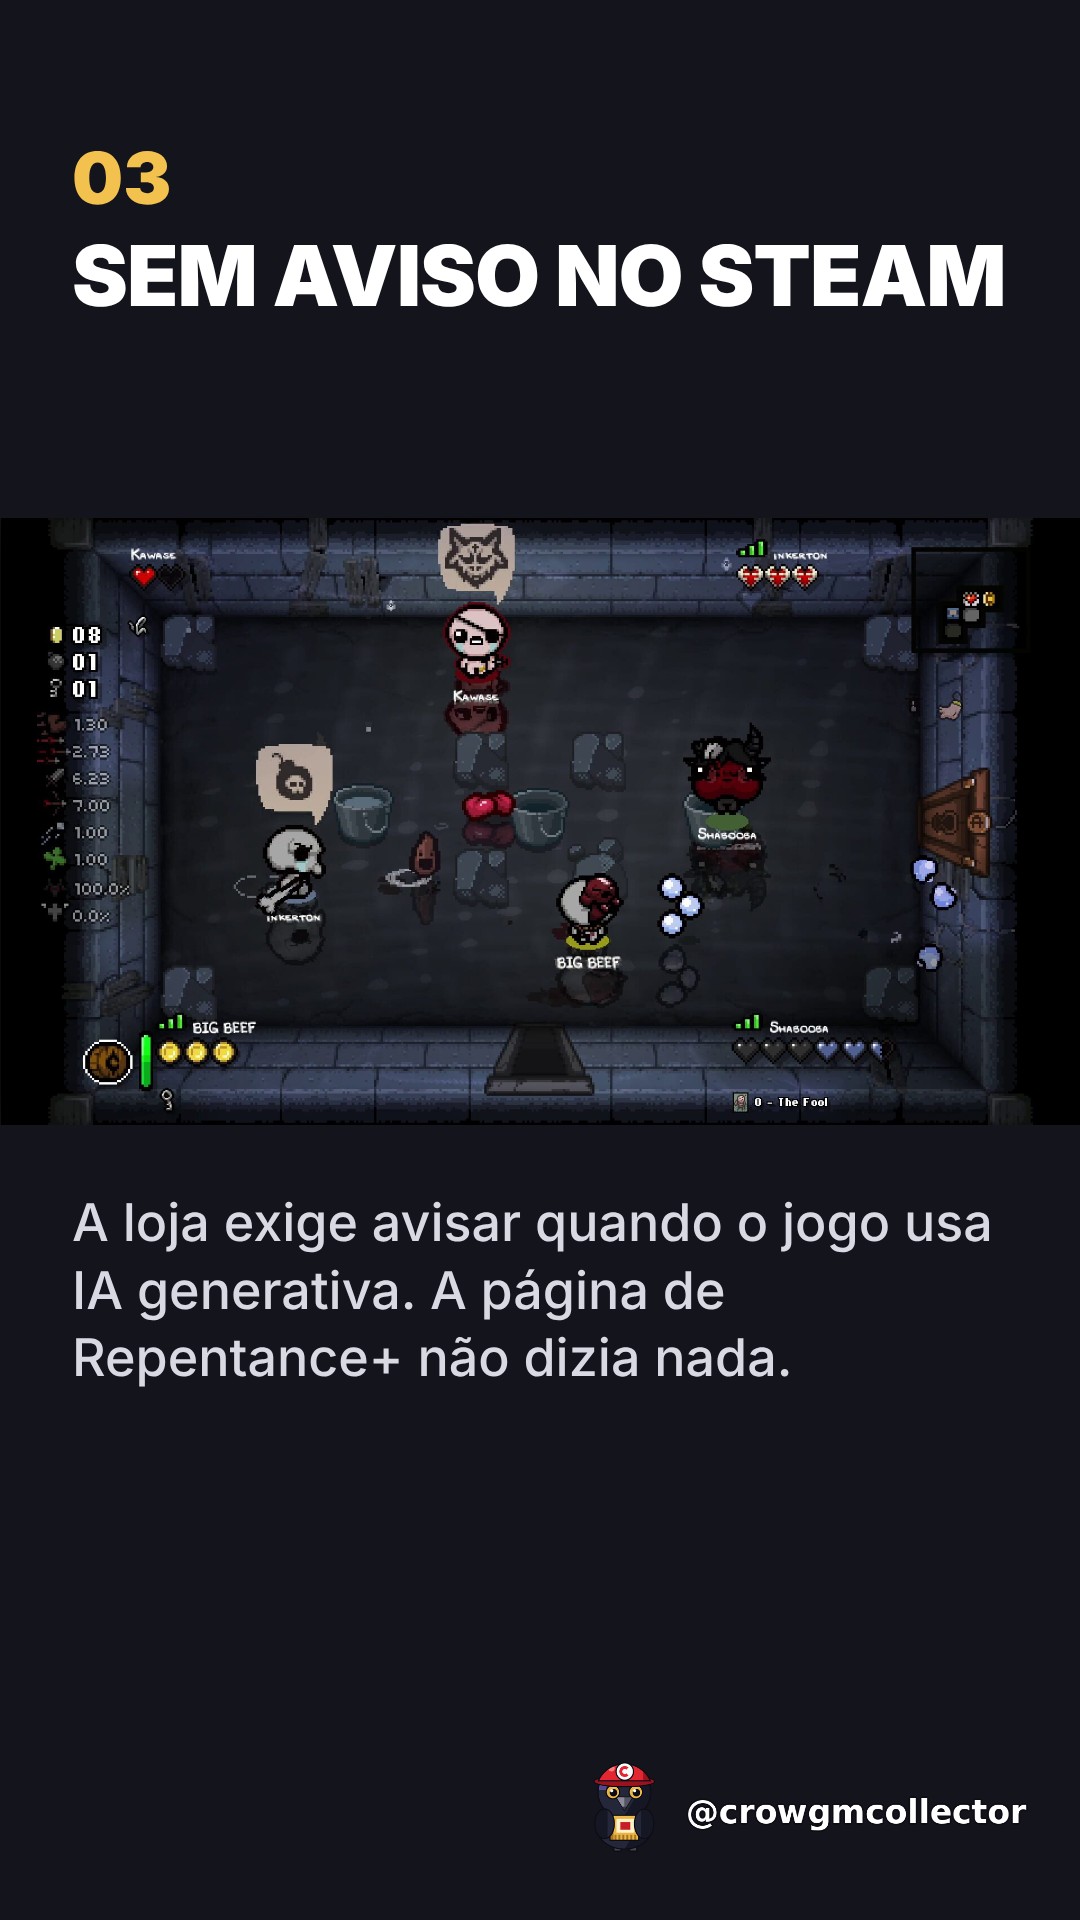 03
SEM AVISO NO STEAM
KAWASE
INKERTON
08
01
01
1.30
2.73
6.23
7.00
1.00
1.00
100.0%
0.0%
KAWASE
SHABOOBA
INKERTON
BIG BEEF
BIG BEEF
SHABOOBA
0 - The Fool
A loja exige avisar quando o jogo usa
IA generativa. A página de
Repentance+ não dizia nada.
C
@crowgmcollector